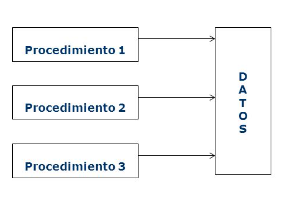 Procedimiento 1
Procedimiento 2
Procedimiento 3
D
A
T
O
S